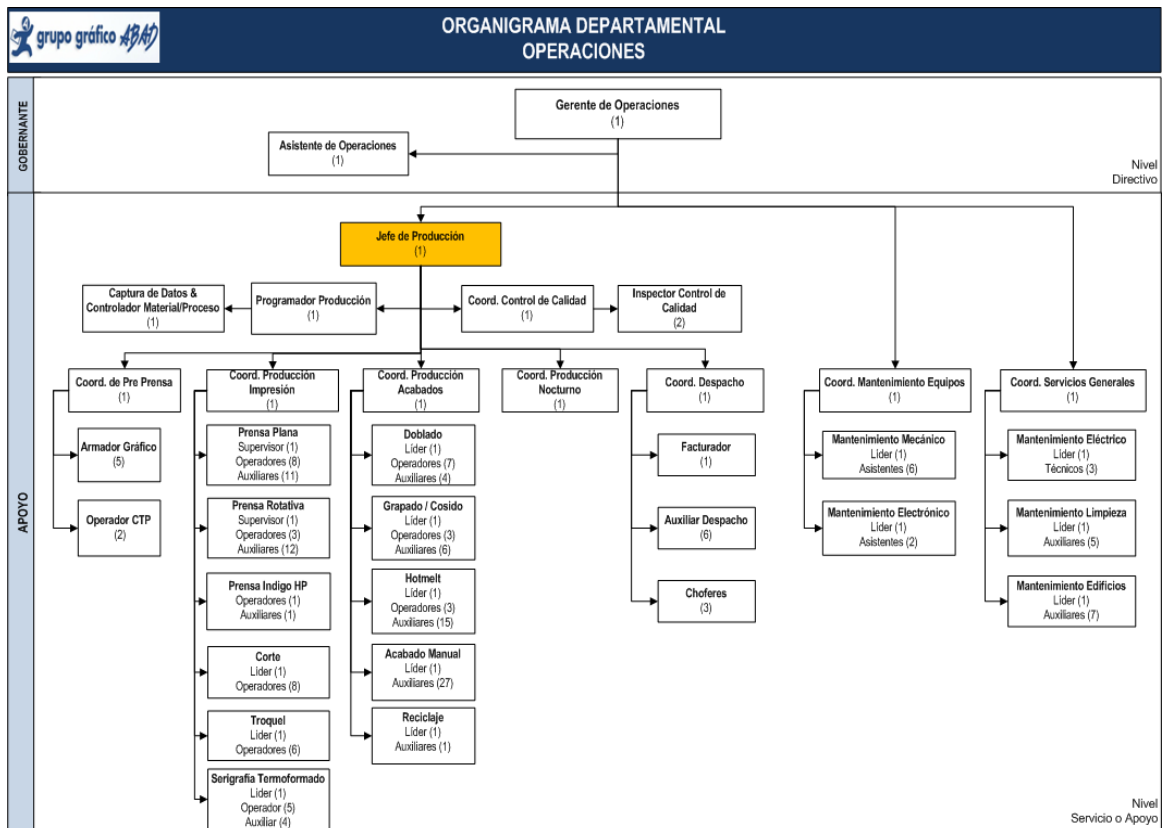 grupo gráfico ABAD
ORGANIGRAMA DEPARTAMENTAL
OPERACIONES
GOBERNANTE
Gerente de Operaciones
(1)
Asistente de Operaciones
(1)
Nivel
Directivo
APOYO
Jefe de Producción
(1)
Captura de Datos &
Controlador Material/Proceso
(1)
Programador Producción
(1)
Coord. Control de Calidad
(1)
Inspector Control de
Calidad
(2)
Coord. de Pre Prensa
(1)
Armador Gráfico
(5)
Operador CTP
(2)
Coord. Producción
Impresión
(1)
Prensa Plana
Supervisor (1)
Operadores (8)
Auxiliares (11)
Prensa Rotativa
Supervisor (1)
Operadores (3)
Auxiliares (12)
Prensa Indigo HP
Operadores (1)
Auxiliares (1)
Corte
Líder (1)
Operadores (8)
Troquel
Líder (1)
Operadores (6)
Serigrafía Termoformado
Líder (1)
Operador (5)
Auxiliar (4)
Coord. Producción
Acabados
(1)
Doblado
Líder (1)
Operadores (7)
Auxiliares (4)
Grapado / Cosido
Líder (1)
Operadores (3)
Auxiliares (6)
Hotmelt
Líder (1)
Operadores (3)
Auxiliares (15)
Acabado Manual
Líder (1)
Auxiliares (27)
Reciclaje
Líder (1)
Auxiliares (1)
Coord. Producción
Nocturno
(1)
Coord. Despacho
(1)
Facturador
(1)
Auxiliar Despacho
(6)
Choferes
(3)
Coord. Mantenimiento Equipos
(1)
Mantenimiento Mecánico
Líder (1)
Asistentes (6)
Mantenimiento Electrónico
Líder (1)
Asistentes (2)
Coord. Servicios Generales
(1)
Mantenimiento Eléctrico
Líder (1)
Técnicos (3)
Mantenimiento Limpieza
Líder (1)
Auxiliares (5)
Mantenimiento Edificios
Líder (1)
Auxiliares (7)
Nivel
Servicio o Apoyo